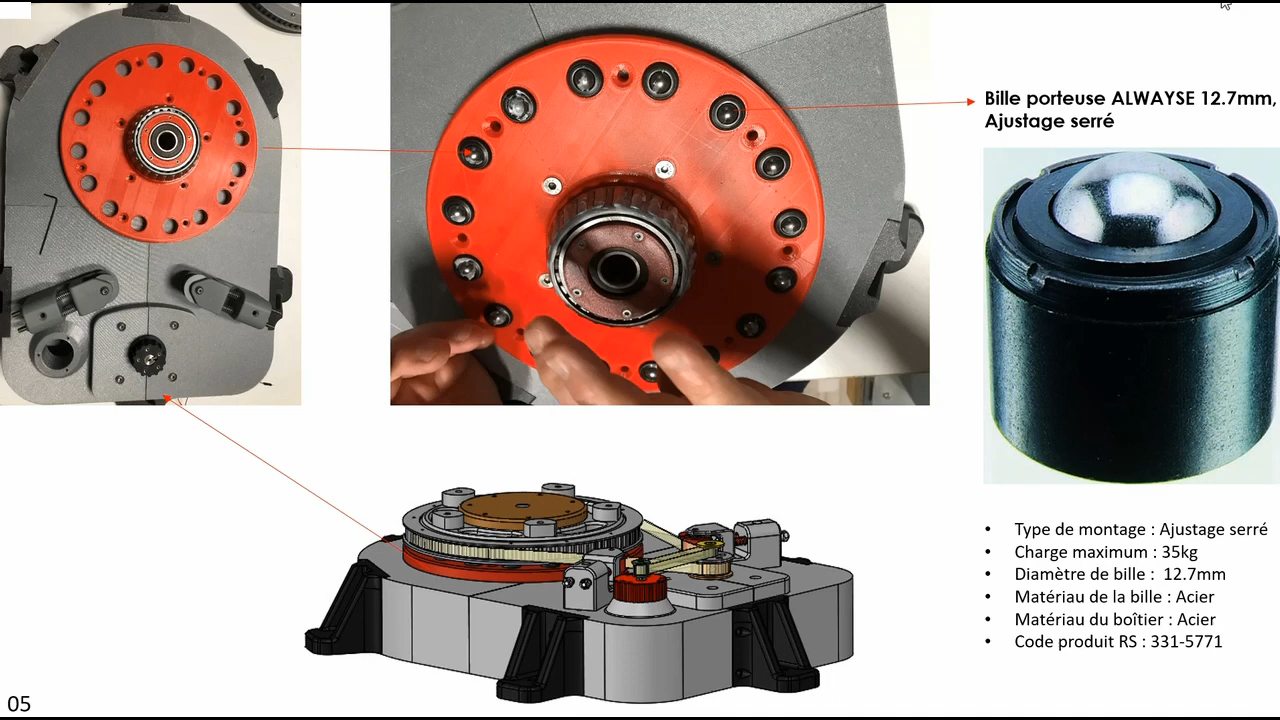 Bille porteuse ALWAYSE 12.7mm,
Ajustage serré
• Type de montage : Ajustage serré
• Charge maximum : 35kg
• Diamètre de bille : 12.7mm
• Matériau de la bille : Acier
• Matériau du boîtier : Acier
• Code produit RS : 331-5771
05